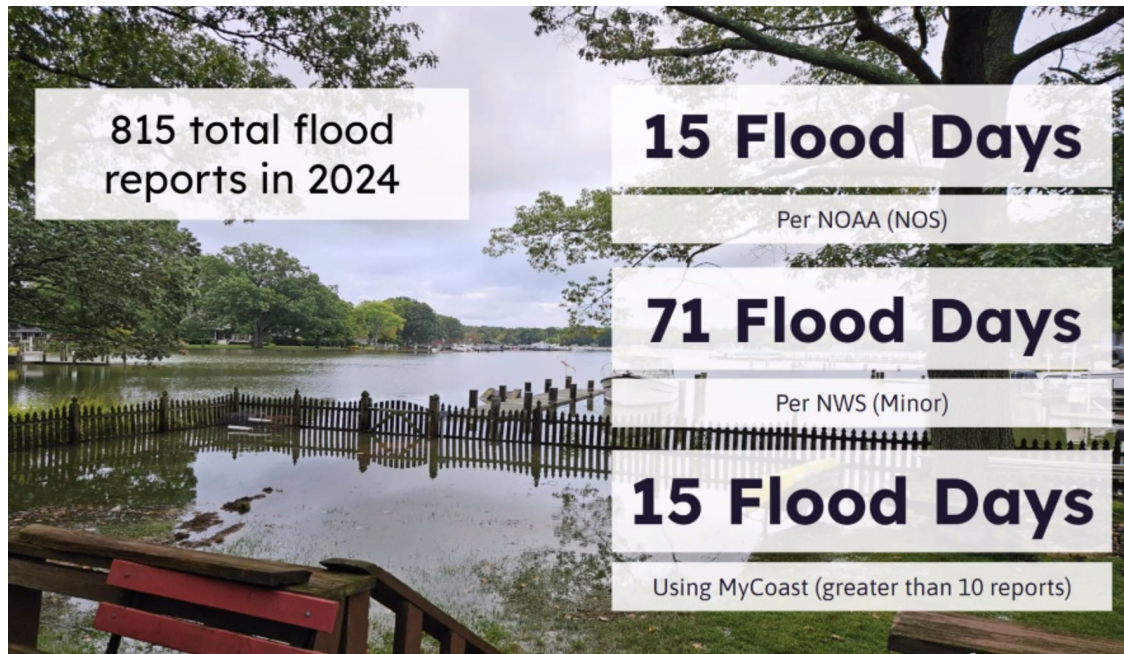 815 total flood
reports in 2024
15 Flood Days
Per NOAA (NOS)
71 Flood Days
Per NWS (Minor)
15 Flood Days
Using MyCoast (greater than 10 reports)